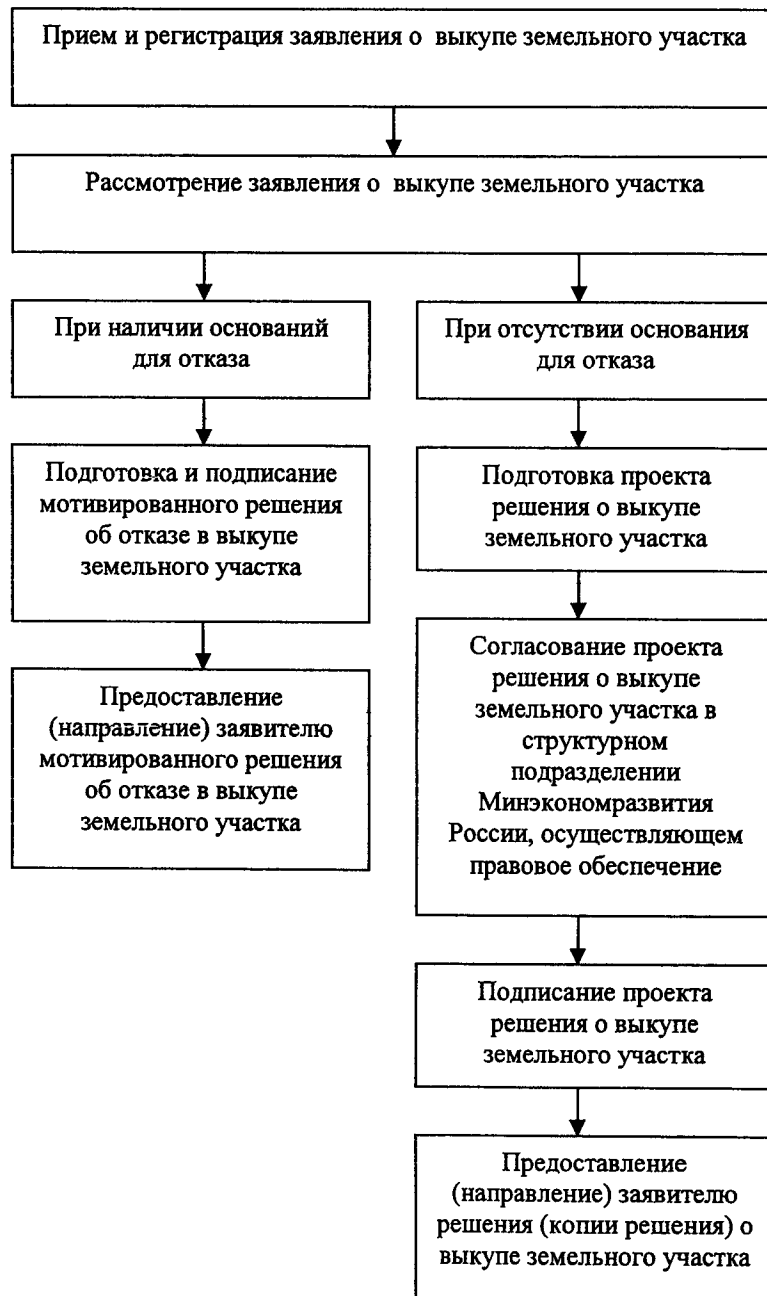 Прием и регистрация заявления о выкупе земельного участка
Рассмотрение заявления о выкупе земельного участка
При наличии оснований
для отказа
При отсутствии основания
для отказа
Подготовка и подписание
мотивированного решения
об отказе в выкупе
земельного участка
Подготовка проекта
решения о выкупе
земельного участка
Предоставление
(направление) заявителю
мотивированного решения
об отказе в выкупе
земельного участка
Согласование проекта
решения о выкупе
земельного участка в
структурном
подразделении
Минэкономразвития
России, осуществляющем
правовое обеспечение
Подписание проекта
решения о выкупе
земельного участка
Предоставление
(направление) заявителю
решения (копии решения) о
выкупе земельного участка